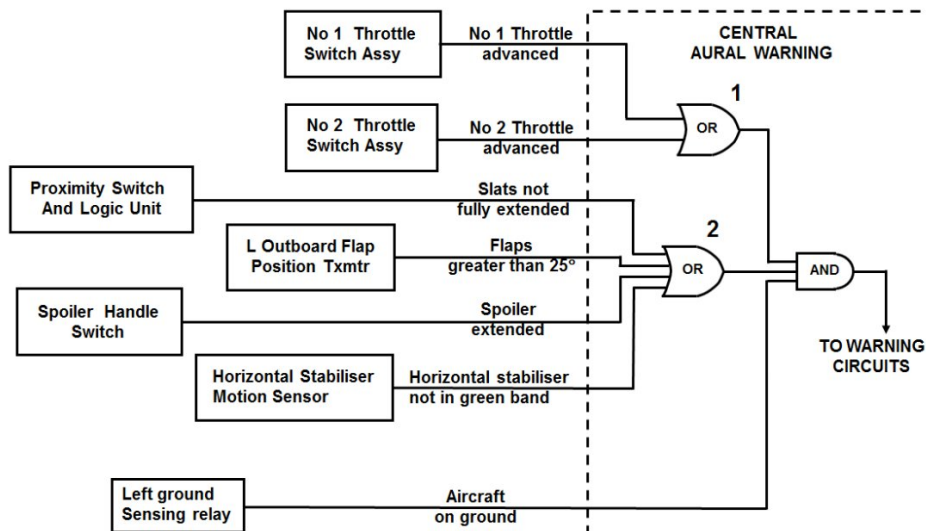 No 1 Throttle
Switch Assy
No 1 Throttle
advanced
CENTRAL
AURAL WARNING
1
OR
No 2 Throttle
Switch Assy
No 2 Throttle
advanced
Proximity Switch
And Logic Unit
Slats not
fully extended
L Outboard Flap
Position Txmtr
Flaps
greater than 25°
2
OR
AND
Spoiler Handle
Switch
Spoiler
extended
TO WARNING
CIRCUITS
Horizontal Stabiliser
Motion Sensor
Horizontal stabiliser
not in green band
Left ground
Sensing relay
Aircraft
on ground